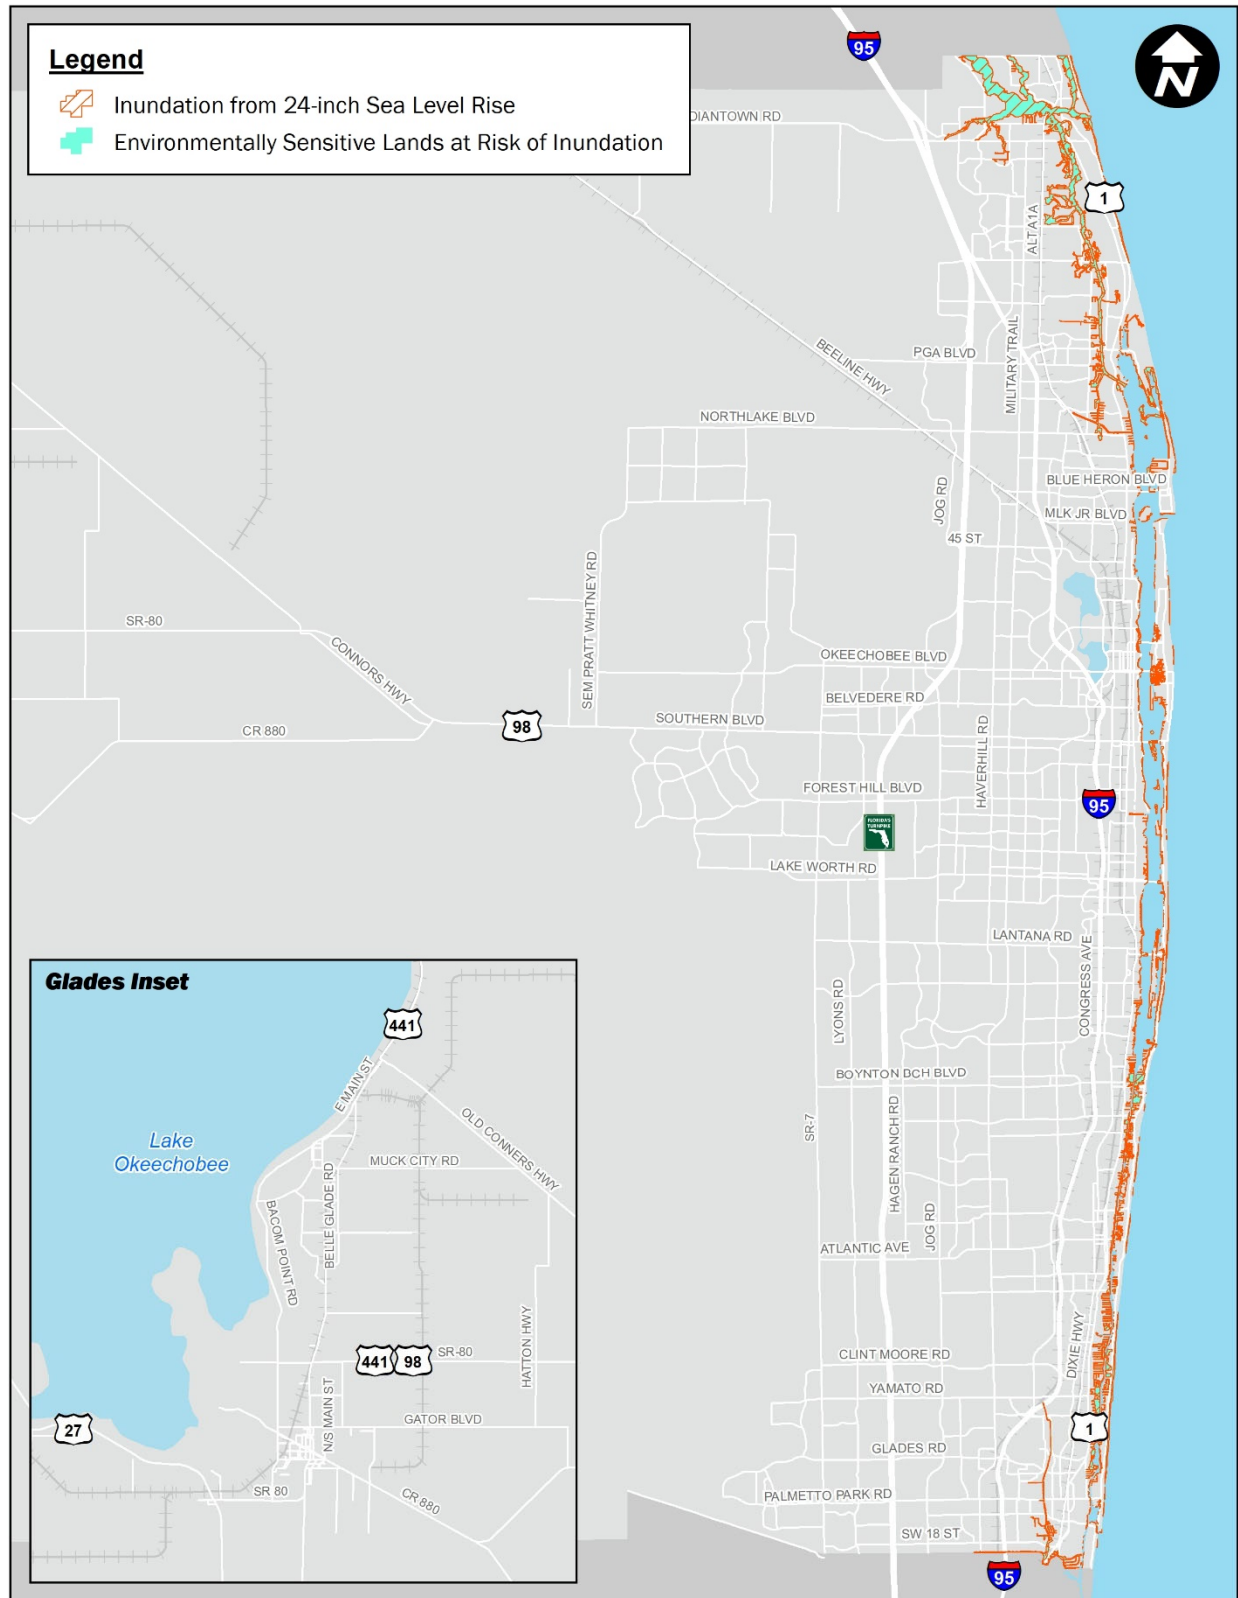 Legend
Inundation from 24-inch Sea Level Rise
Environmentally Sensitive Lands at Risk of Inundation
95
N
DIANTOWN RD
1
ALT A1A
MILITARY TRAIL
BEELINE HWY
PGA BLVD
NORTHLAKE BLVD
JOG RD
BLUE HERON BLVD
MLK JR BLVD
45 ST
SEM PRATT WHITNEY RD
SR-80
CONNORS HWY
OKEECHOBEE BLVD
BELVEDERE RD
SOUTHERN BLVD
98
CR 880
HAVERHILL RD
FOREST HILL BLVD
95
FLORIDA'S
TURNPIKE
LAKE WORTH RD
LANTANA RD
CONGRESS AVE
LYONS RD
BOYNTON BCH BLVD
SR-7
HAGEN RANCH RD
JOG RD
ATLANTIC AVE
DIXIE HWY
CLINT MOORE RD
YAMATO RD
1
GLADES RD
PALMETTO PARK RD
SW 18 ST
95
Glades Inset
441
E MAIN ST
OLD CONNERS HWY
Lake
Okeechobee
MUCK CITY RD
BELLE GLADE RD
BACOM POINT RD
HATTON HWY
441
98
SR-80
N/S MAIN ST
GATOR BLVD
27
SR 80
CR 880